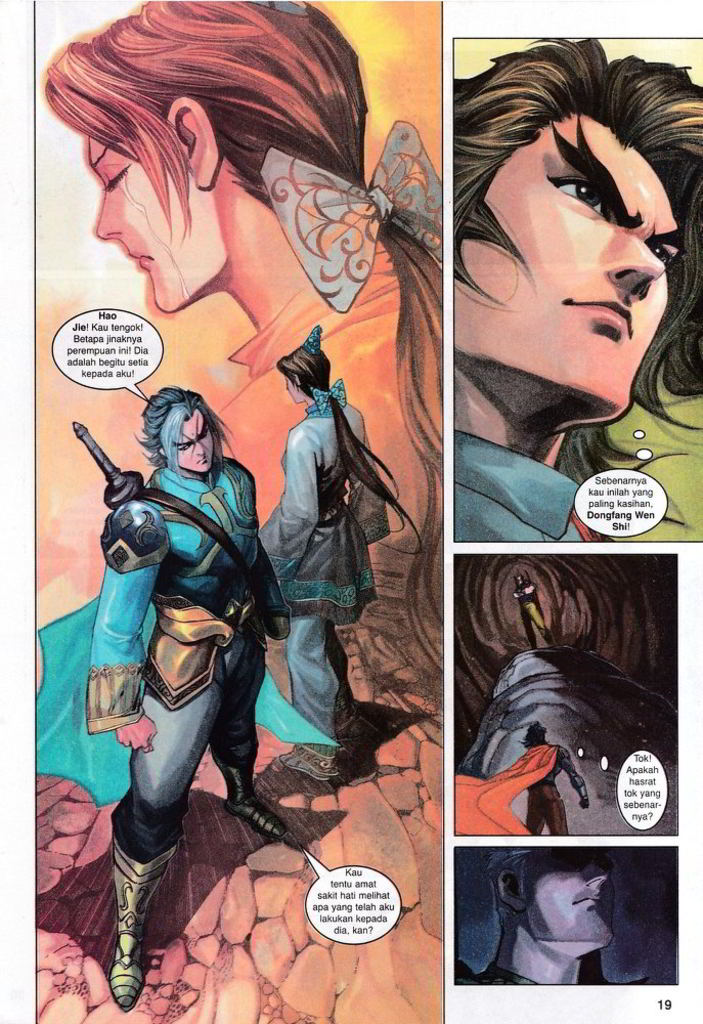 Hao
Jie! Kau tengok!
Betapa jinaknya
perempuan ini! Dia
adalah begitu setia
kepada aku!
Kau
tentu amat
sakit hati melihat
apa yang telah aku
lakukan kepada
dia, kan?
Sebenarnya
kau inilah yang
paling kasihan,
Dongfang Wen
Shi!
Tok!
Apakah
hasrat
tok yang
sebenar-
nya?
19